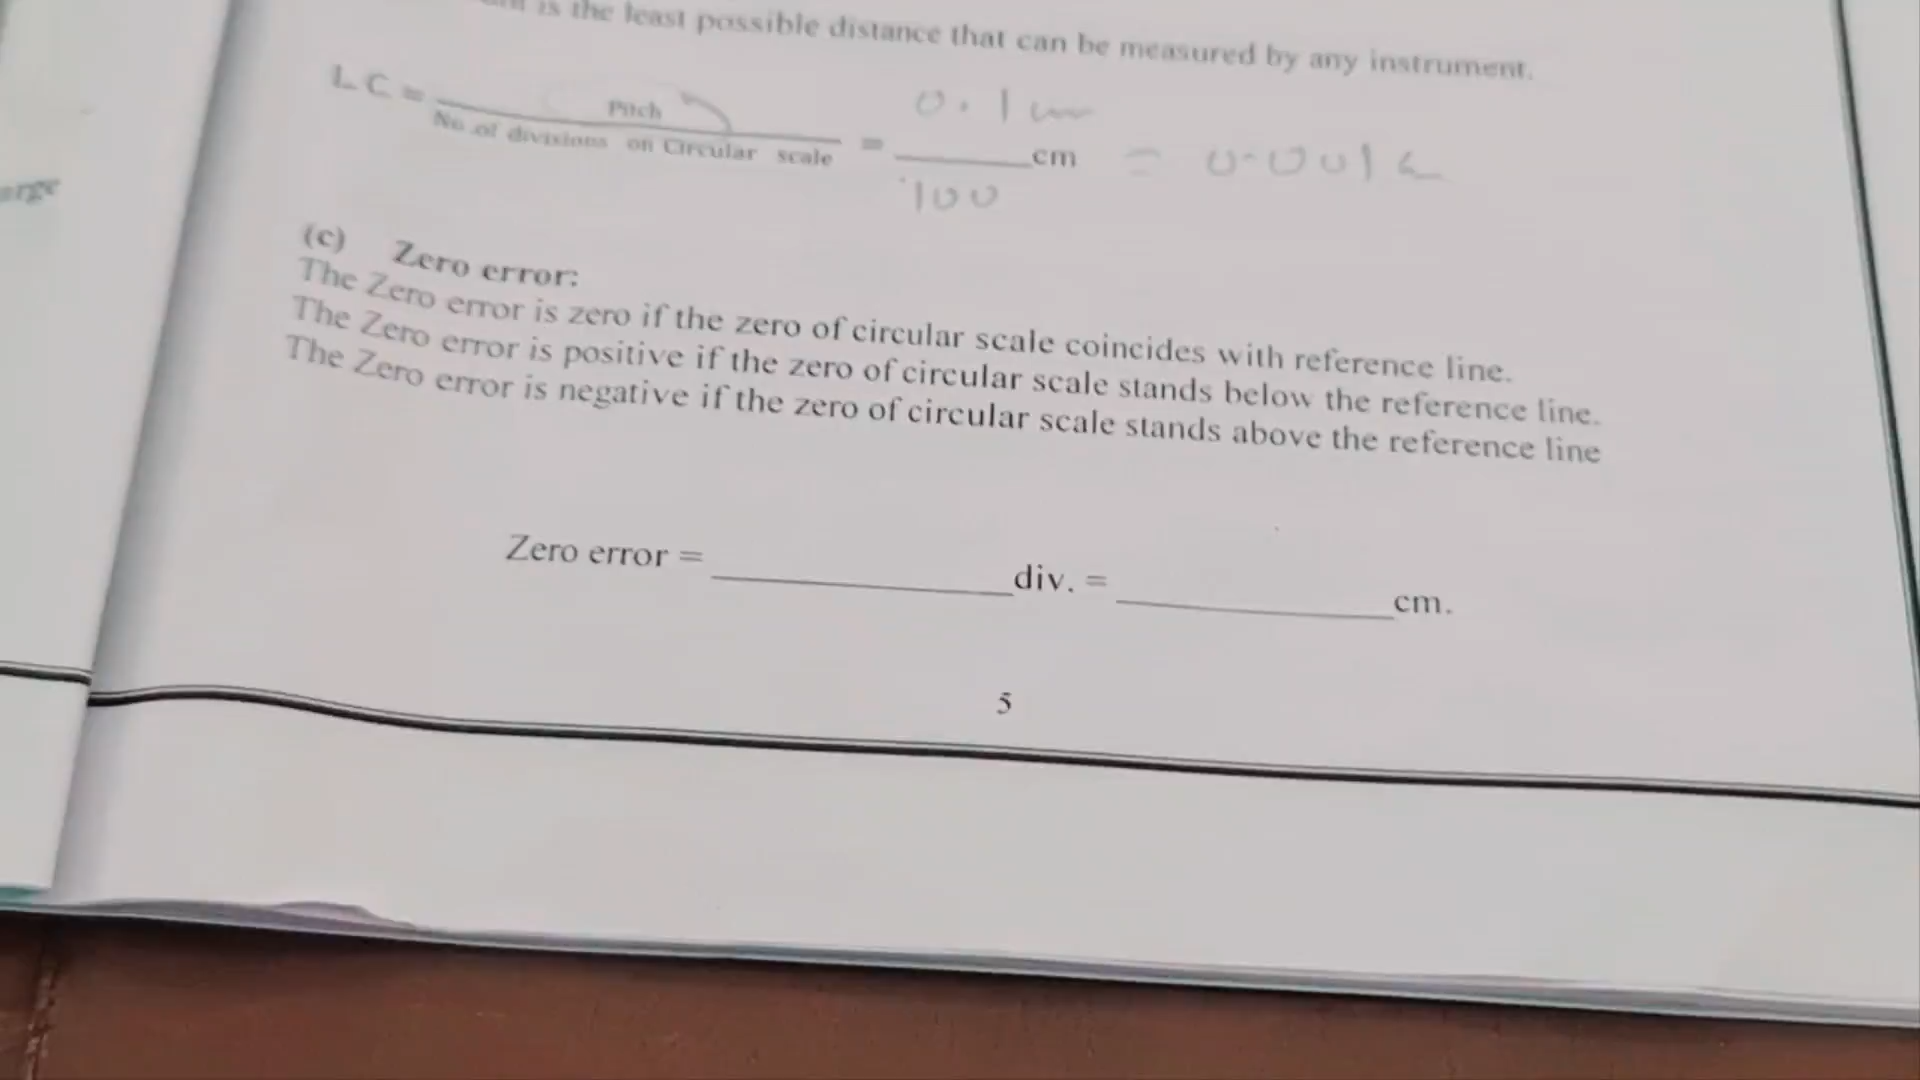 is the least possible distance that can be measured by any instrument.
L C = Pitch = 0.1 cm = 0.001 c
No. of divisions on Circular scale 100 cm
arge
(c) Zero error:
The Zero error is zero if the zero of circular scale coincides with reference line.
The Zero error is positive if the zero of circular scale stands below the reference line.
The Zero error is negative if the zero of circular scale stands above the reference line
Zero error = ____________ div. = ____________ cm.
5